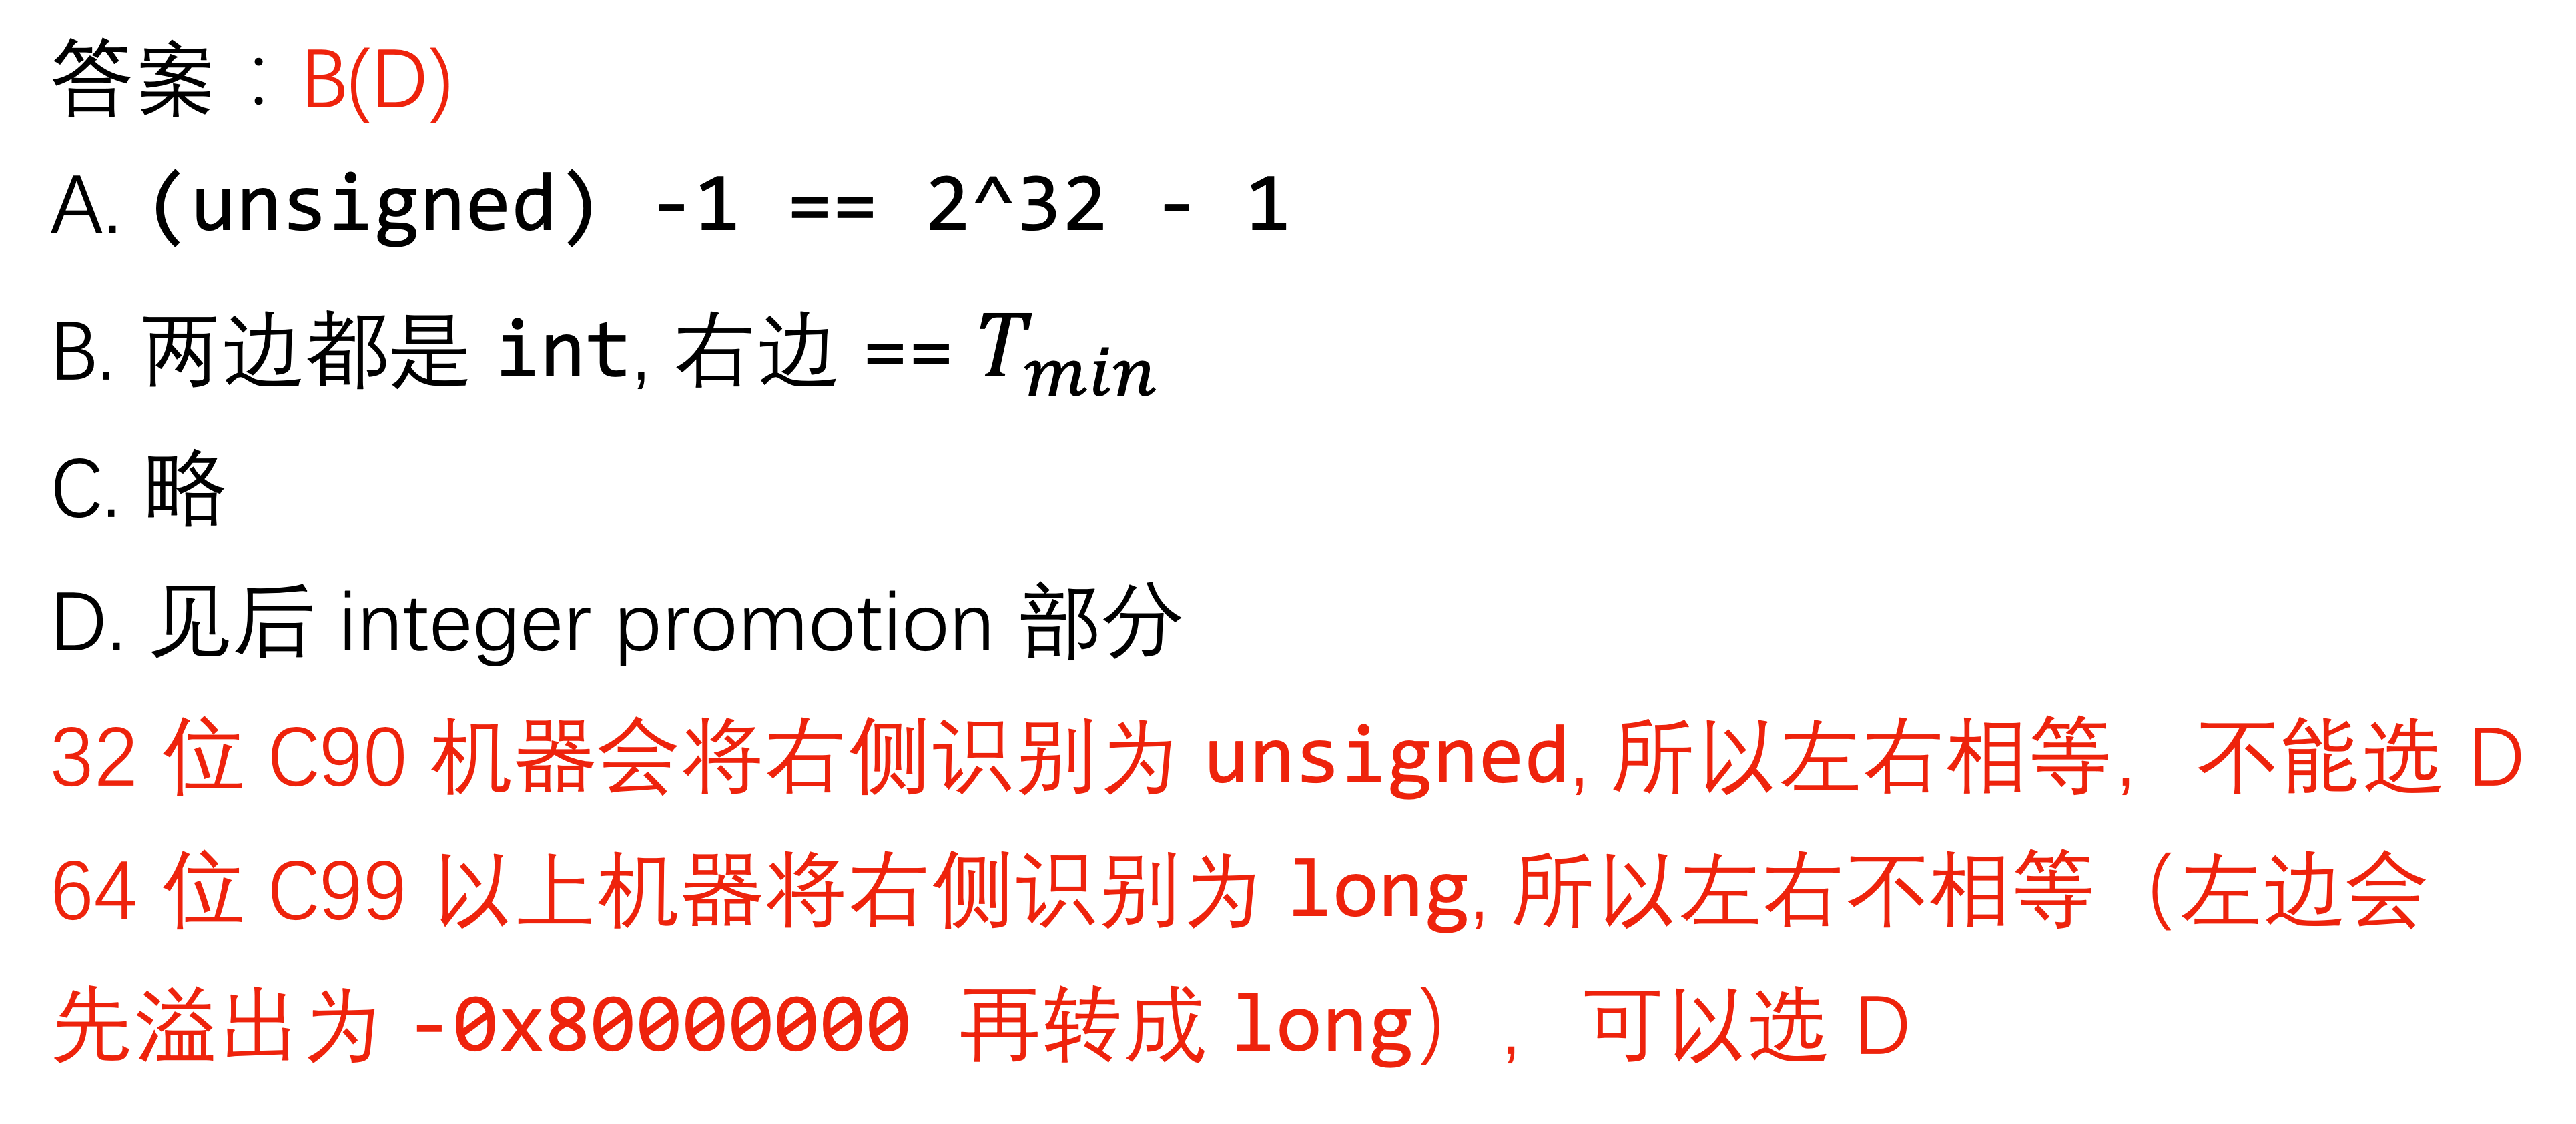 答案：B(D)
A. (unsigned) -1 == 2^32 - 1
B. 两边都是 int, 右边 == T_min
C. 略
D. 见后 integer promotion 部分
32 位 C90 机器会将右侧识别为 unsigned, 所以左右相等，不能选 D
64 位 C99 以上机器将右侧识别为 long, 所以左右不相等（左边会
先溢出为 -0x80000000 再转成 long），可以选 D